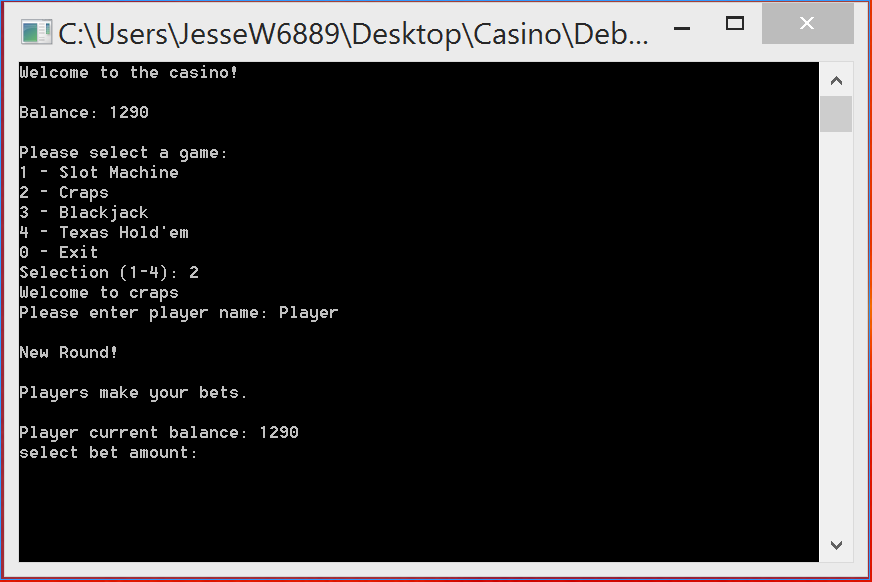 C:\Users\JesseW6889\Desktop\Casino\Deb...
Welcome to the casino!
Balance: 1290
Please select a game:
1 - Slot Machine
2 - Craps
3 - Blackjack
4 - Texas Hold'em
0 - Exit
Selection (1-4): 2
Welcome to craps
Please enter player name: Player
New Round!
Players make your bets.
Player current balance: 1290
select bet amount: